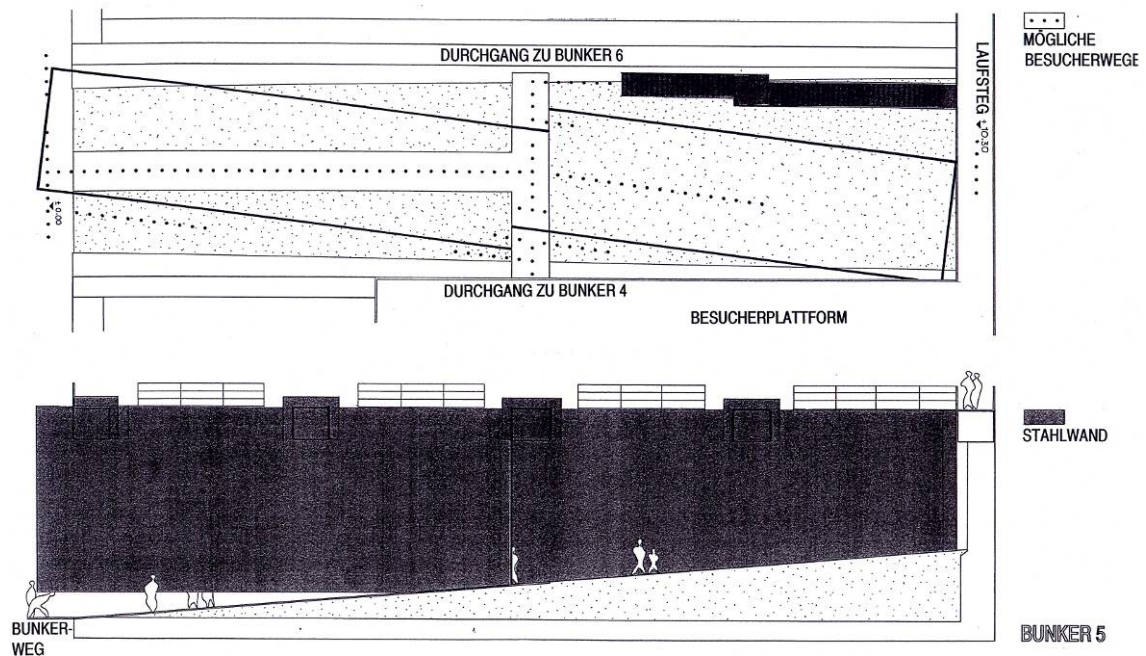 DURCHGANG ZU BUNKER 6
LAUFSTEG
+10.30
MÖGLICHE
BESUCHERWEGE
±0.00
DURCHGANG ZU BUNKER 4
BESUCHERPLATTFORM
STAHLWAND
BUNKER-
WEG
BUNKER 5